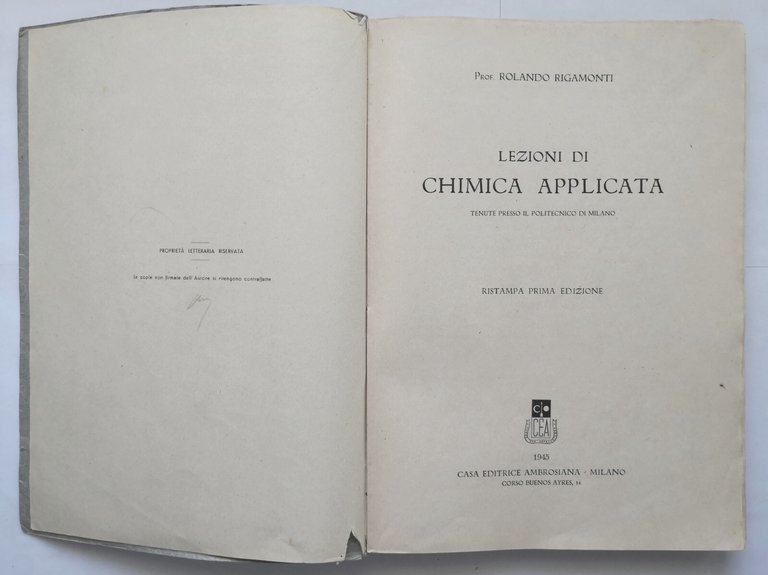 PROPRIETÀ LETTERARIA RISERVATA
le copie non firmate dall'Autore si ritengono contraffatte
PROF. ROLANDO RIGAMONTI
LEZIONI DI
CHIMICA APPLICATA
TENUTE PRESSO IL POLITECNICO DI MILANO
RISTAMPA PRIMA EDIZIONE
CEA
1945
CASA EDITRICE AMBROSIANA - MILANO
CORSO BUENOS AYRES,